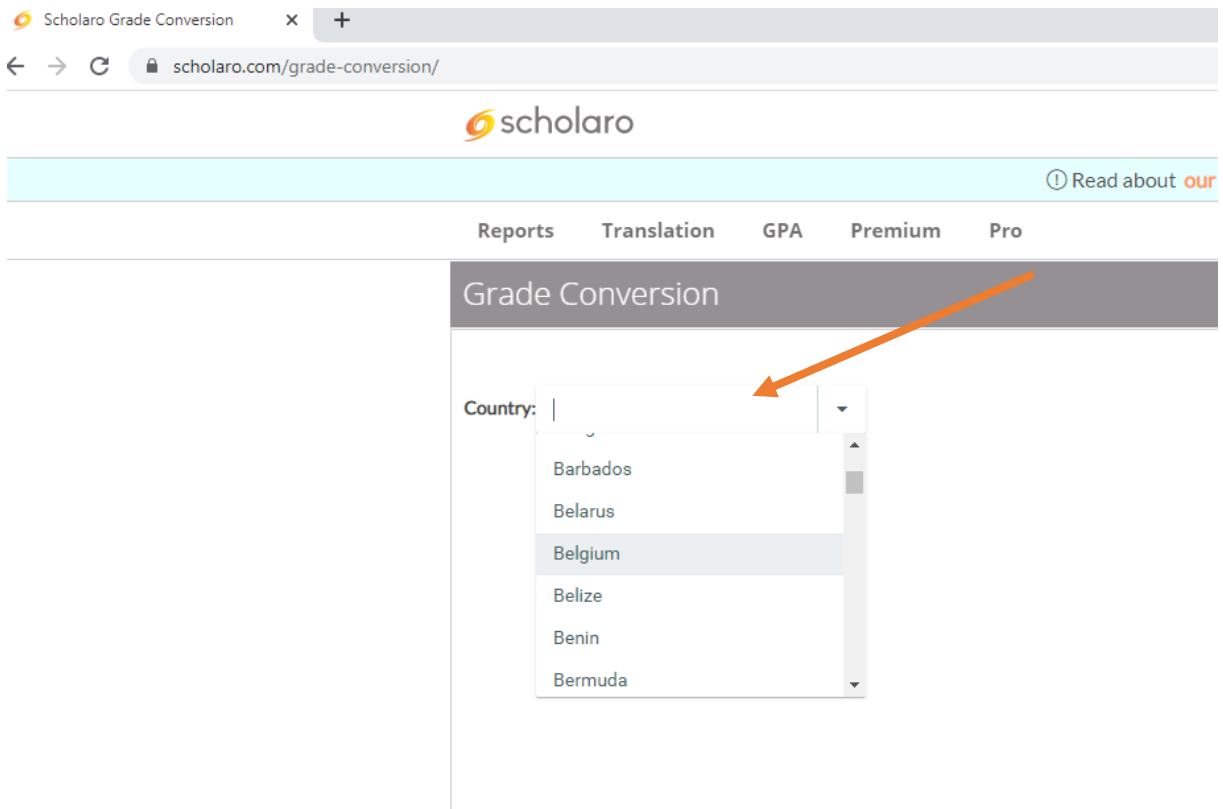 Scholaro Grade Conversion
scholaro.com/grade-conversion/
scholaro
Read about our
Reports Translation GPA Premium Pro
Grade Conversion
Country:
Barbados
Belarus
Belgium
Belize
Benin
Bermuda